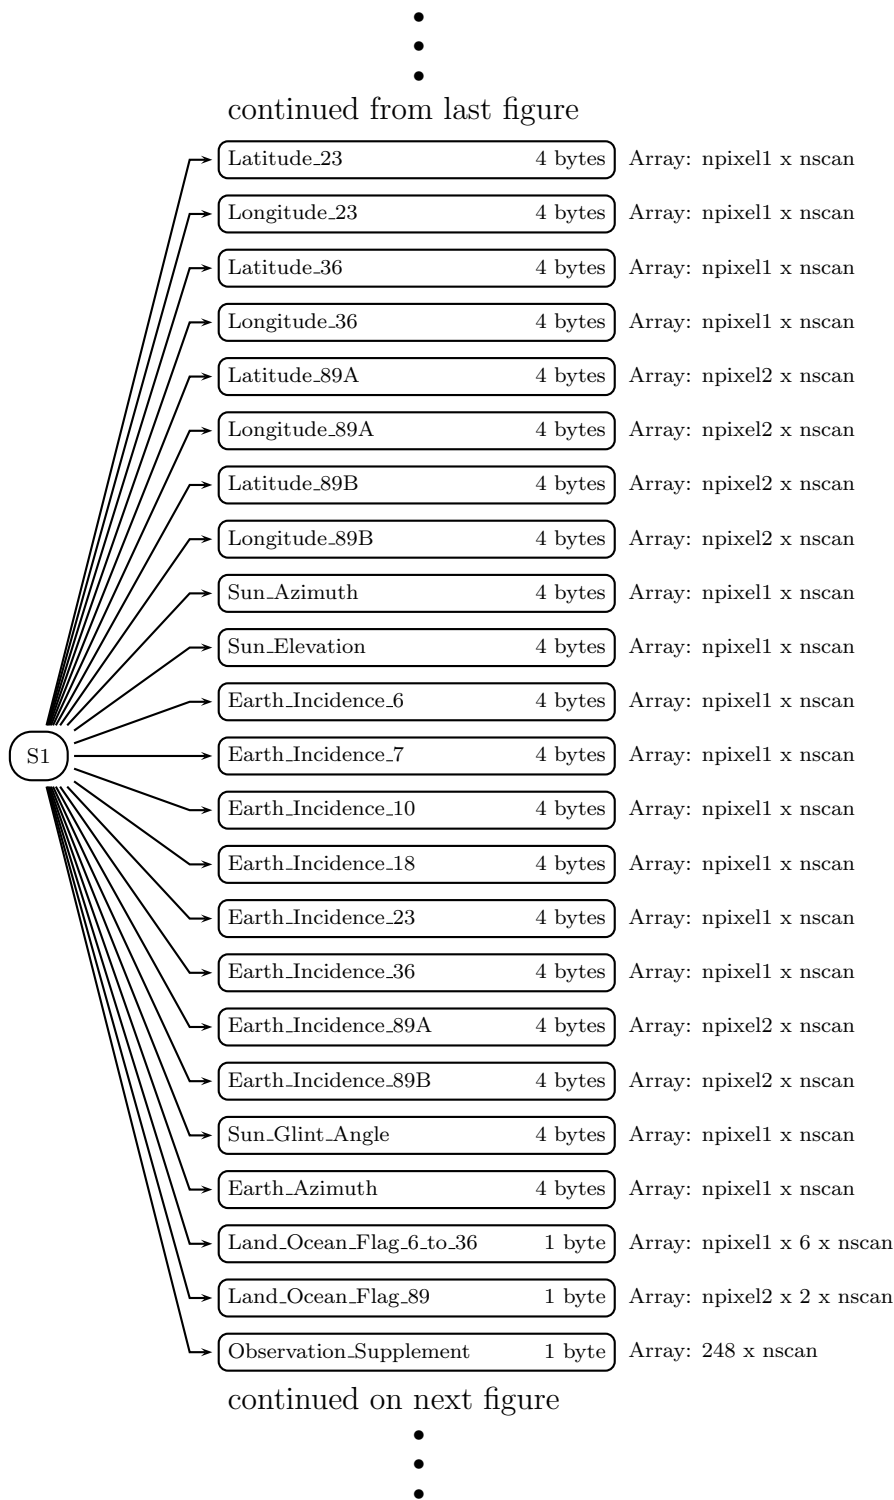 continued from last figure
Latitude_23 4 bytes Array: npixel1 x nscan
Longitude_23 4 bytes Array: npixel1 x nscan
Latitude_36 4 bytes Array: npixel1 x nscan
Longitude_36 4 bytes Array: npixel1 x nscan
Latitude_89A 4 bytes Array: npixel2 x nscan
Longitude_89A 4 bytes Array: npixel2 x nscan
Latitude_89B 4 bytes Array: npixel2 x nscan
Longitude_89B 4 bytes Array: npixel2 x nscan
Sun_Azimuth 4 bytes Array: npixel1 x nscan
Sun_Elevation 4 bytes Array: npixel1 x nscan
Earth_Incidence_6 4 bytes Array: npixel1 x nscan
S1 Earth_Incidence_7 4 bytes Array: npixel1 x nscan
Earth_Incidence_10 4 bytes Array: npixel1 x nscan
Earth_Incidence_18 4 bytes Array: npixel1 x nscan
Earth_Incidence_23 4 bytes Array: npixel1 x nscan
Earth_Incidence_36 4 bytes Array: npixel1 x nscan
Earth_Incidence_89A 4 bytes Array: npixel2 x nscan
Earth_Incidence_89B 4 bytes Array: npixel2 x nscan
Sun_Glint_Angle 4 bytes Array: npixel1 x nscan
Earth_Azimuth 4 bytes Array: npixel1 x nscan
Land_Ocean_Flag_6_to_36 1 byte Array: npixel1 x 6 x nscan
Land_Ocean_Flag_89 1 byte Array: npixel2 x 2 x nscan
Observation_Supplement 1 byte Array: 248 x nscan
continued on next figure